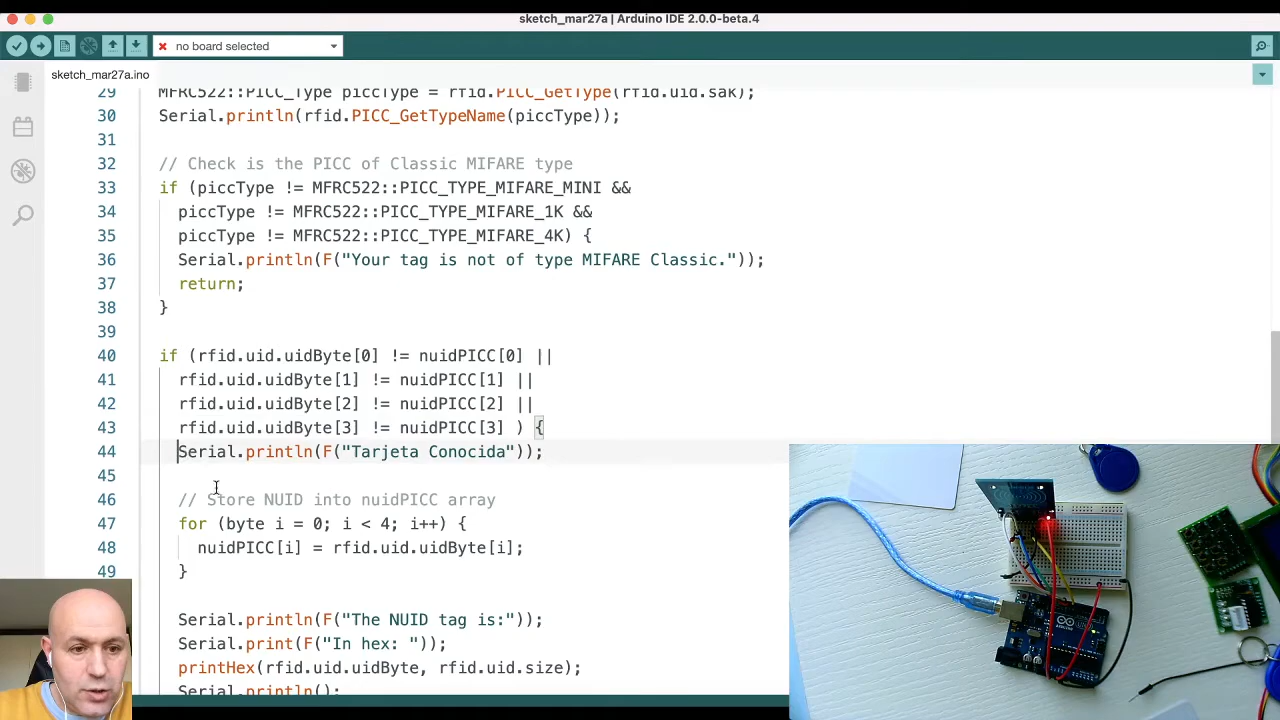 sketch_mar27a | Arduino IDE 2.0.0-beta.4
no board selected
sketch_mar27a.ino
29 MFRC522::PICC_Type piccType = rfid.PICC_GetType(rfid.uid.sak);
30 Serial.println(rfid.PICC_GetTypeName(piccType));
31
32 // Check is the PICC of Classic MIFARE type
33 if (piccType != MFRC522::PICC_TYPE_MIFARE_MINI &&
34 piccType != MFRC522::PICC_TYPE_MIFARE_1K &&
35 piccType != MFRC522::PICC_TYPE_MIFARE_4K) {
36 Serial.println(F("Your tag is not of type MIFARE Classic."));
37 return;
38 }
39
40 if (rfid.uid.uidByte[0] != nuidPICC[0] ||
41 rfid.uid.uidByte[1] != nuidPICC[1] ||
42 rfid.uid.uidByte[2] != nuidPICC[2] ||
43 rfid.uid.uidByte[3] != nuidPICC[3] ) {
44 Serial.println(F("Tarjeta Conocida"));
45
46 // Store NUID into nuidPICC array
47 for (byte i = 0; i < 4; i++) {
48 nuidPICC[i] = rfid.uid.uidByte[i];
49 }
Serial.println(F("The NUID tag is:"));
Serial.print(F("In hex: "));
printHex(rfid.uid.uidByte, rfid.uid.size);
Serial.println();